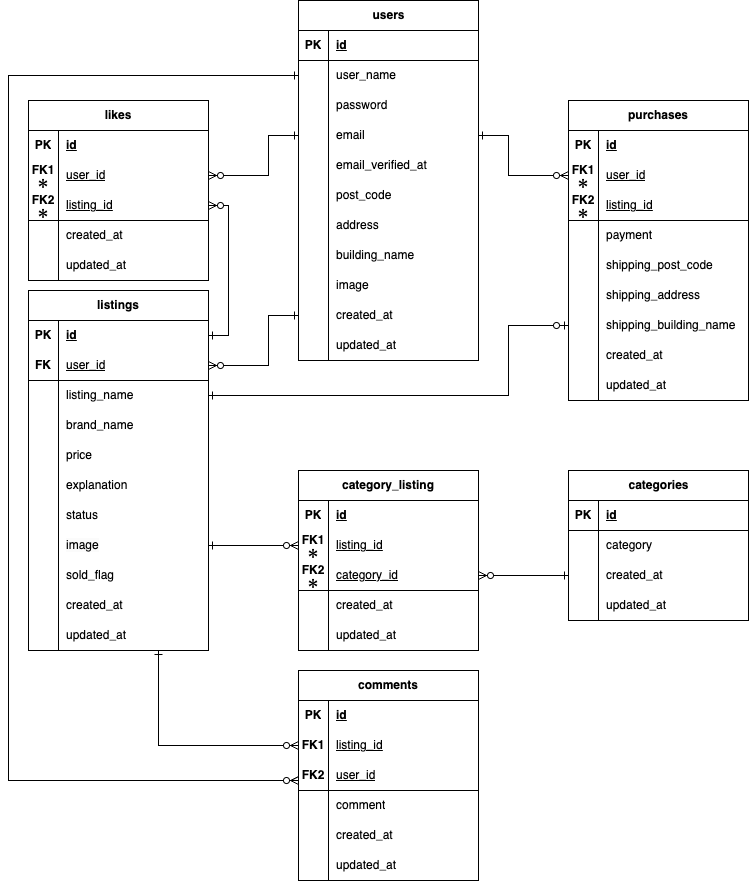 users
PK id
user_name
password
email
email_verified_at
post_code
address
building_name
image
created_at
updated_at
likes
PK id
FK1
* user_id
FK2
* listing_id
created_at
updated_at
purchases
PK id
FK1
* user_id
FK2
* listing_id
payment
shipping_post_code
shipping_address
shipping_building_name
created_at
updated_at
listings
PK id
FK user_id
listing_name
brand_name
price
explanation
status
image
sold_flag
created_at
updated_at
category_listing
PK id
FK1
* listing_id
FK2
* category_id
created_at
updated_at
categories
PK id
category
created_at
updated_at
comments
PK id
FK1 listing_id
FK2 user_id
comment
created_at
updated_at